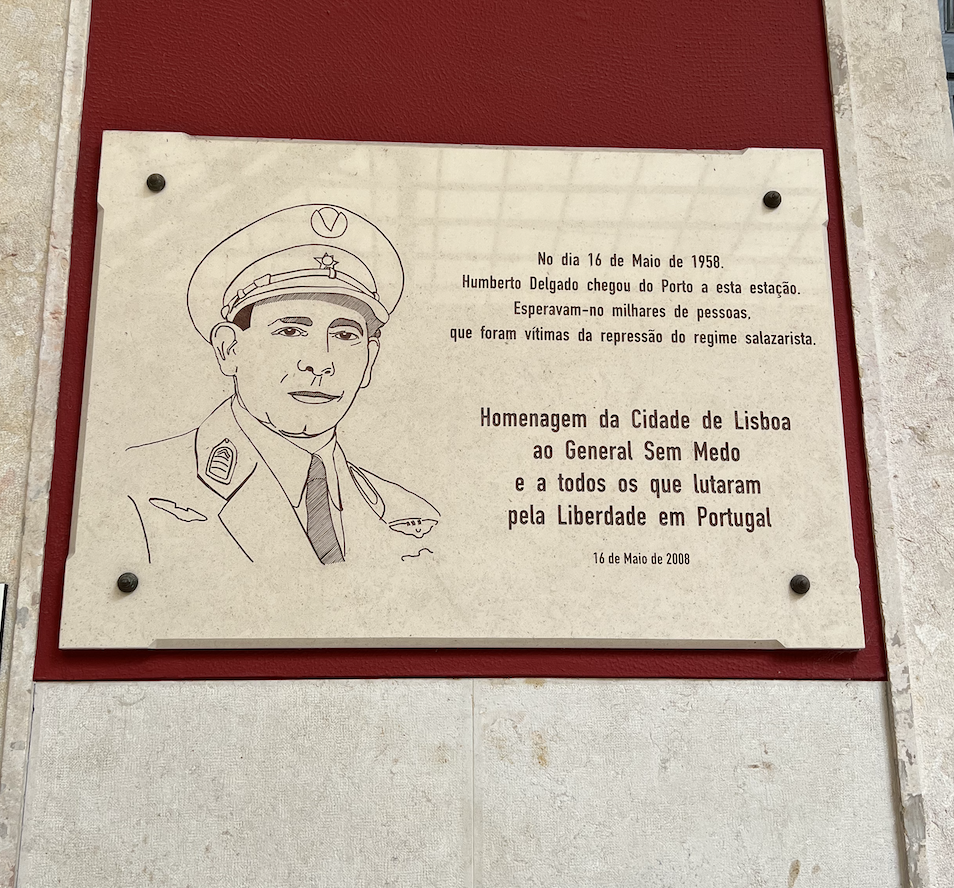 No dia 16 de Maio de 1958.
Humberto Delgado chegou do Porto a esta estação.
Esperavam-no milhares de pessoas,
que foram vítimas da repressão do regime salazarista.
Homenagem da Cidade de Lisboa
ao General Sem Medo
e a todos os que lutaram
pela Liberdade em Portugal
16 de Maio de 2008